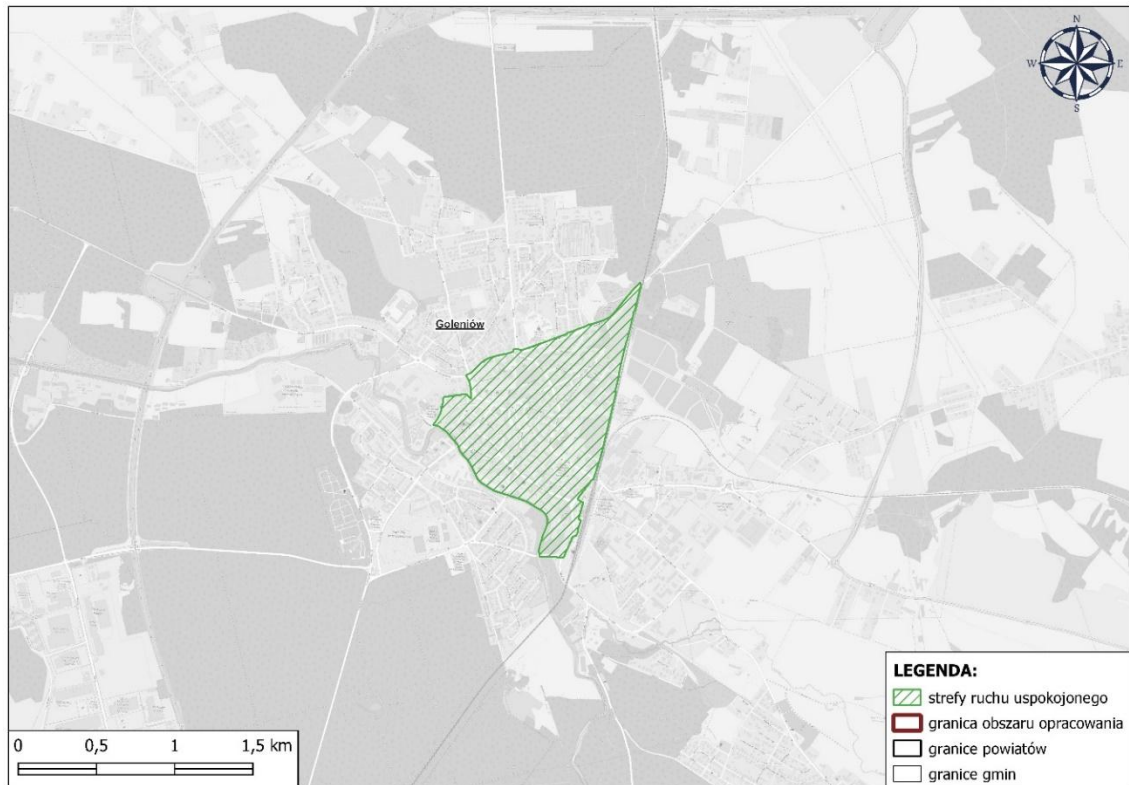 N
W
E
S
Goleniów
LEGENDA:
strefy ruchu uspokojonego
granica obszaru opracowania
granice powiatów
granice gmin
0 0,5 1 1,5 km